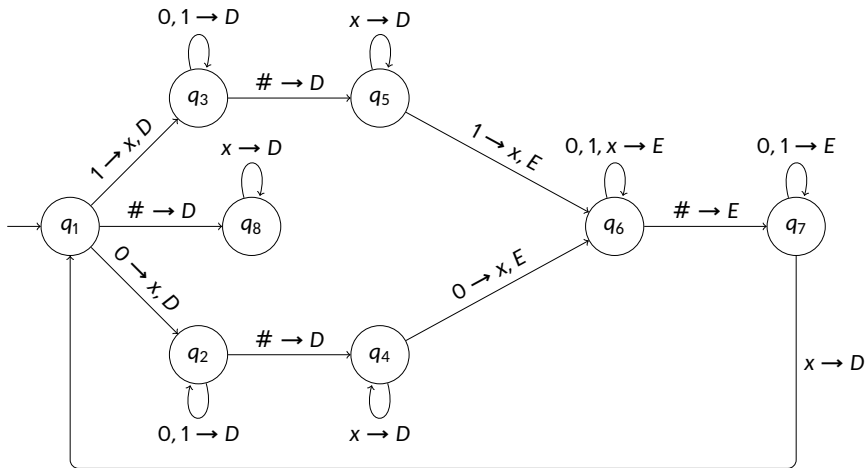 0, 1 → D
x → D
q3
# → D
q5
1 → x, D
1 → x, E
x → D
0, 1, x → E
0, 1 → E
q1
# → D
q8
q6
# → E
q7
0 → x, D
0 → x, E
q2
# → D
q4
x → D
0, 1 → D
x → D